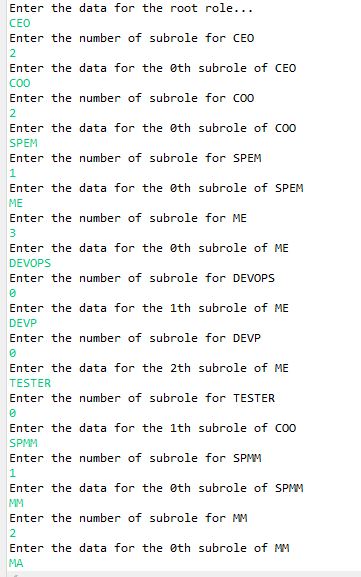 Enter the data for the root role...
CEO
Enter the number of subrole for CEO
2
Enter the data for the 0th subrole of CEO
COO
Enter the number of subrole for COO
2
Enter the data for the 0th subrole of COO
SPEM
Enter the number of subrole for SPEM
1
Enter the data for the 0th subrole of SPEM
ME
Enter the number of subrole for ME
3
Enter the data for the 0th subrole of ME
DEVOPS
Enter the number of subrole for DEVOPS
0
Enter the data for the 1th subrole of ME
DEVP
Enter the number of subrole for DEVP
0
Enter the data for the 2th subrole of ME
TESTER
Enter the number of subrole for TESTER
0
Enter the data for the 1th subrole of COO
SPMM
Enter the number of subrole for SPMM
1
Enter the data for the 0th subrole of SPMM
MM
Enter the number of subrole for MM
2
Enter the data for the 0th subrole of MM
MA